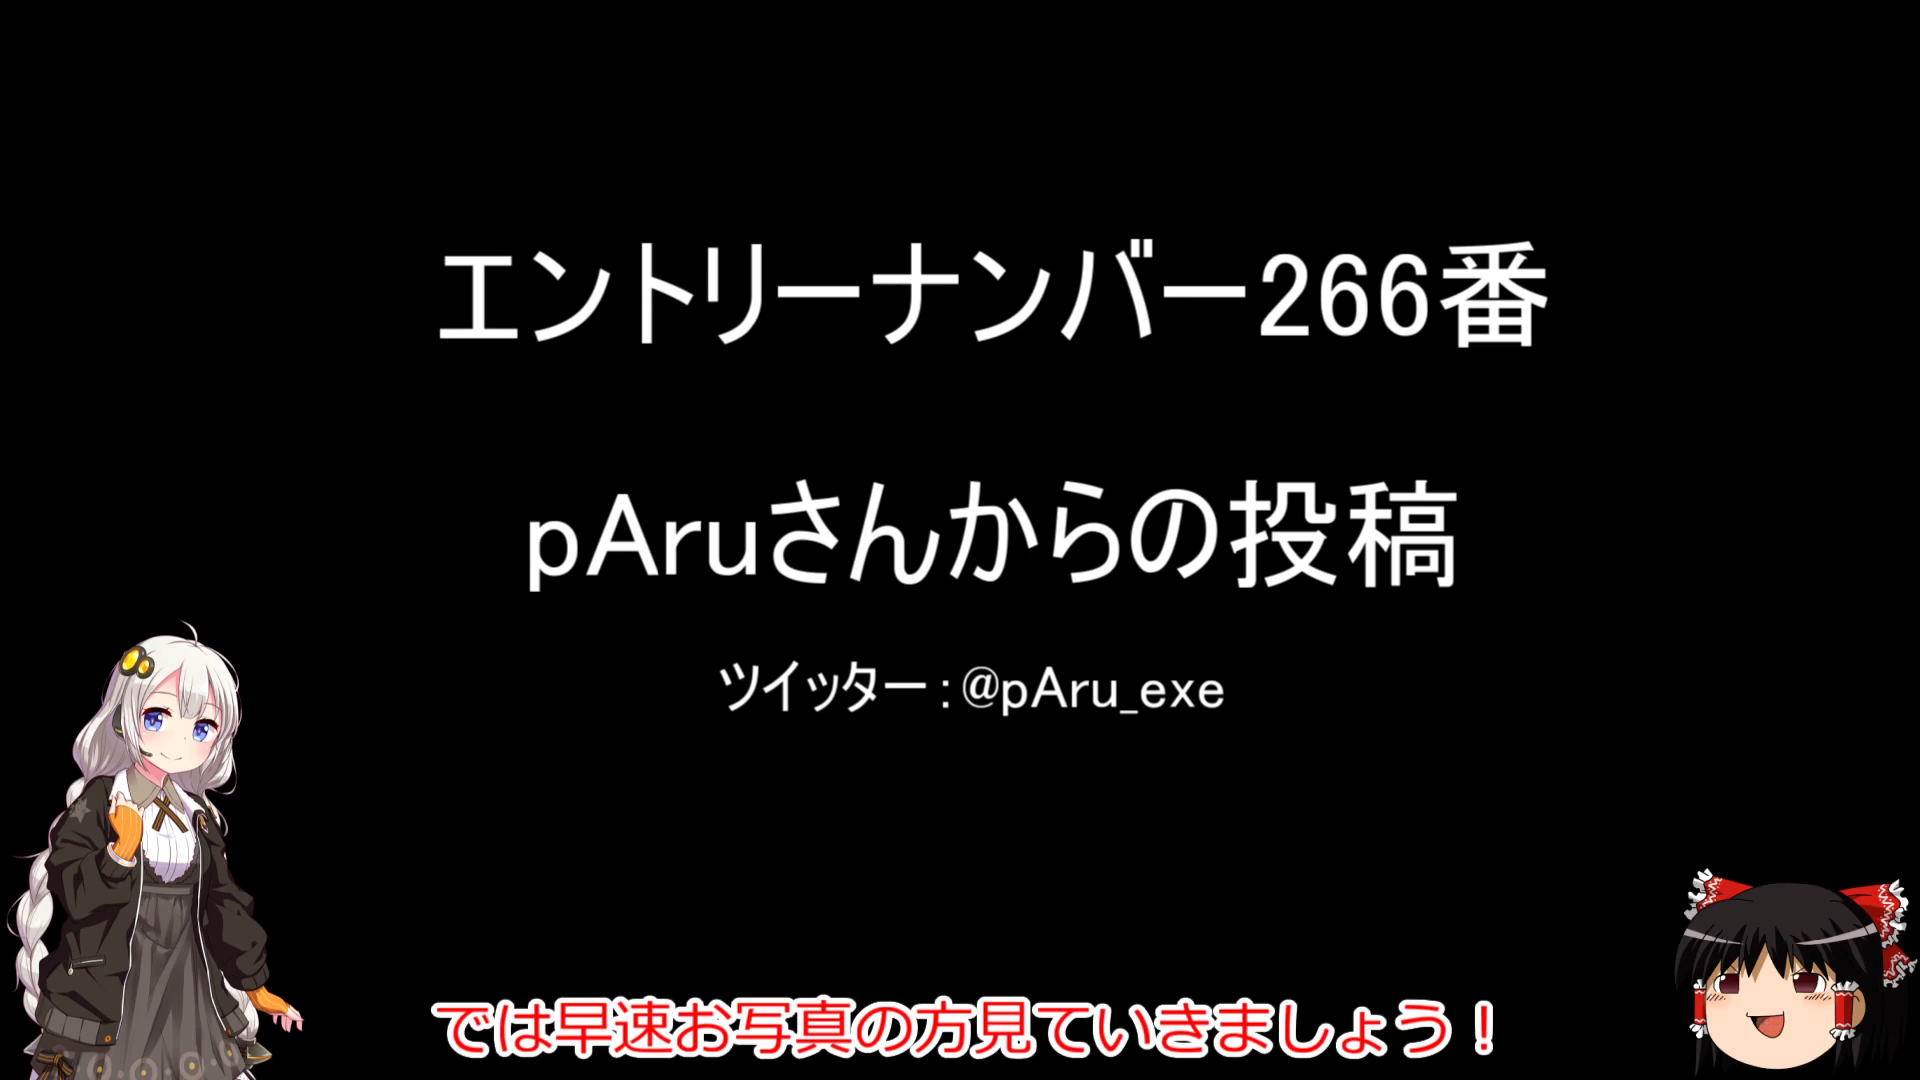 エントリーナンバー266番
pAruさんからの投稿
ツイッター：@pAru_exe
では早速お写真の方見ていきましょう！